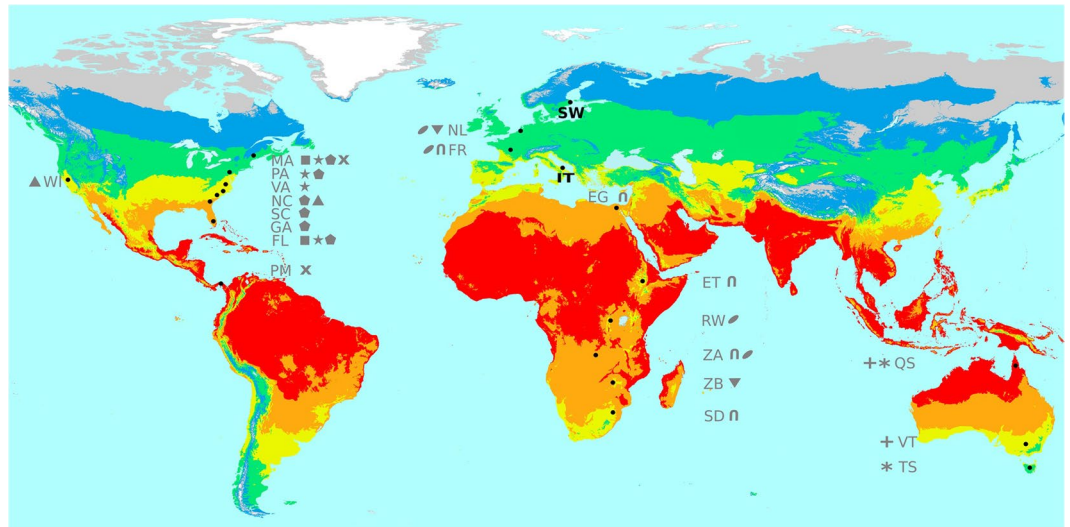 SW
NL
FR
IT
MA
PA
VA
NC
SC
GA
FL
WI
EG
PM
ET
RW
ZA
QS
ZB
SD
VT
TS